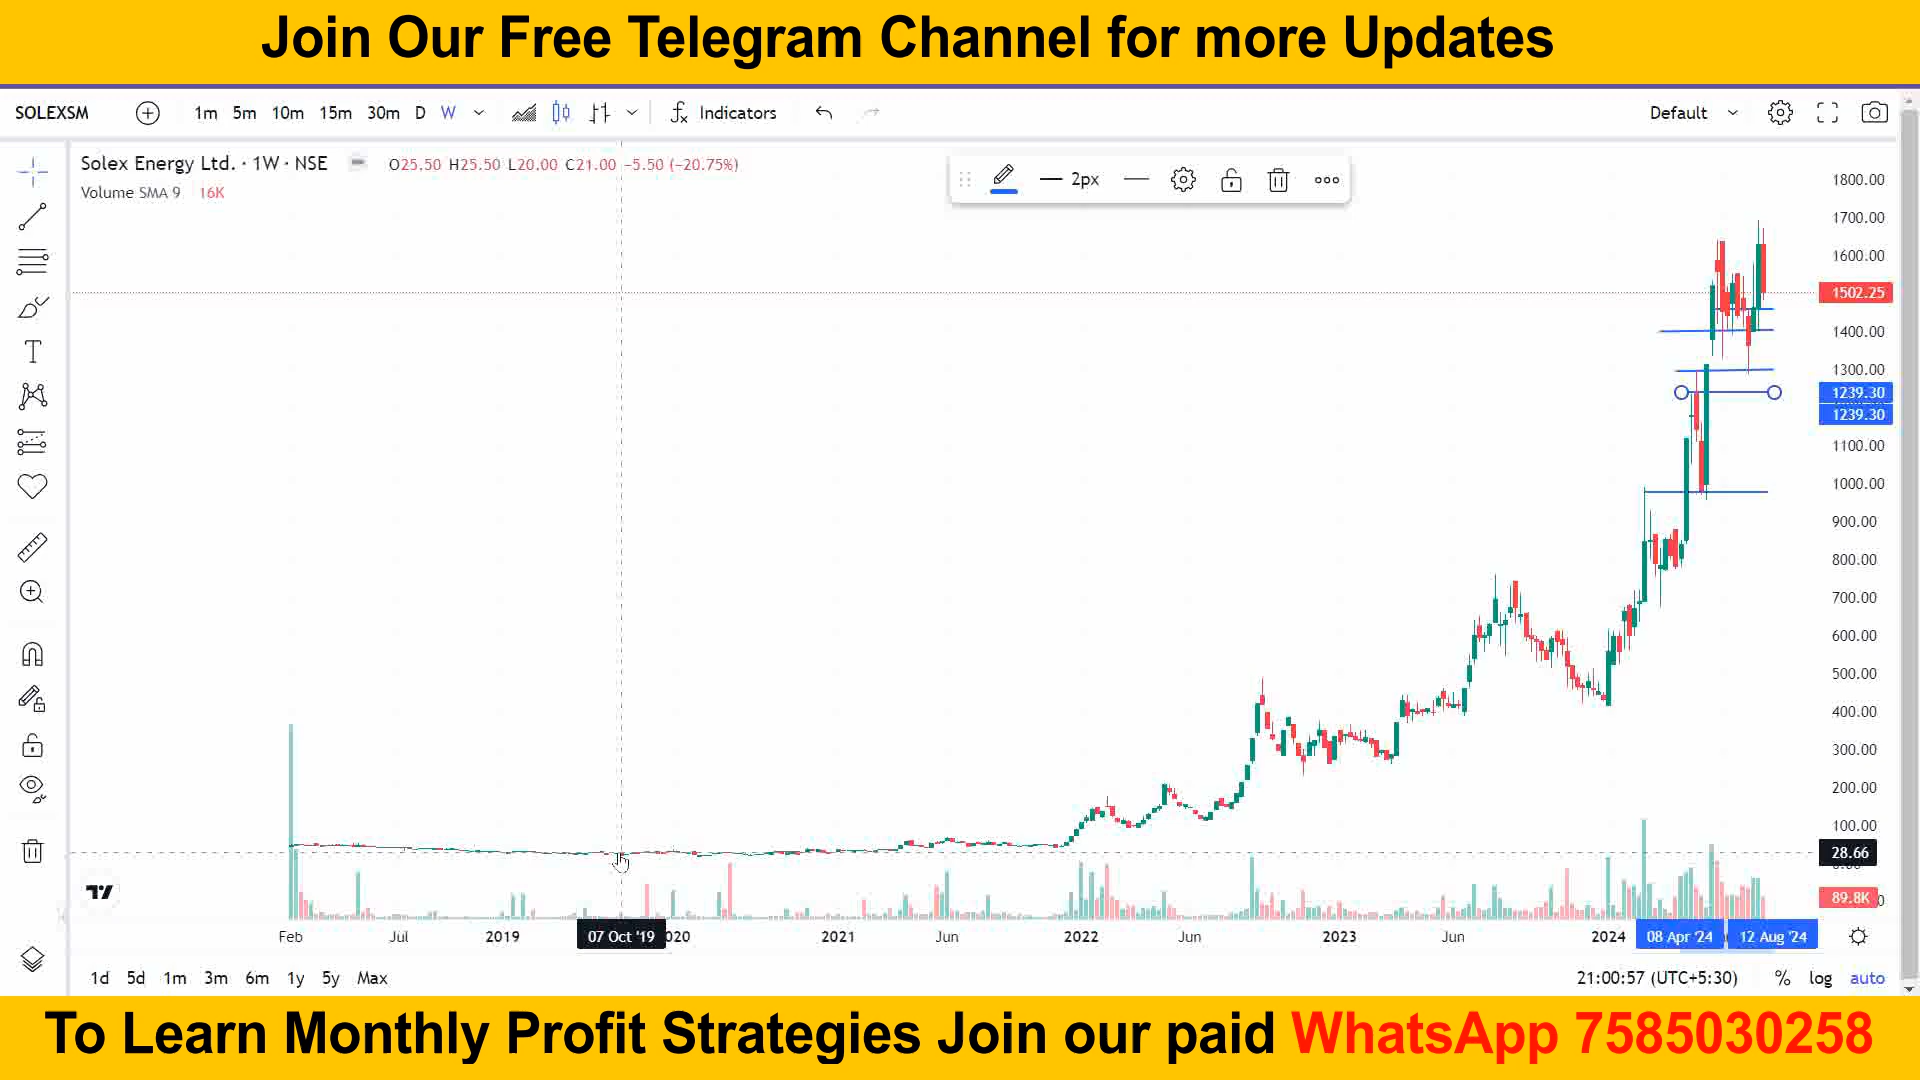 Join Our Free Telegram Channel for more Updates
SOLEXSM 1m 5m 10m 15m 30m D W Indicators Default
Solex Energy Ltd. · 1W · NSE O25.50 H25.50 L20.00 C21.00 −5.50 (−20.75%)
Volume SMA 9 16K
2px
T
1800.00
1700.00
1600.00
1502.25
1400.00
1300.00
1239.30
1239.30
1100.00
1000.00
900.00
800.00
700.00
600.00
500.00
400.00
300.00
200.00
100.00
28.66
89.8K
Feb Jul 2019 07 Oct '19 020 2021 Jun 2022 Jun 2023 Jun 2024 08 Apr '24 12 Aug '24
1d 5d 1m 3m 6m 1y 5y Max 21:00:57 (UTC+5:30) % log auto
To Learn Monthly Profit Strategies Join our paid WhatsApp 7585030258